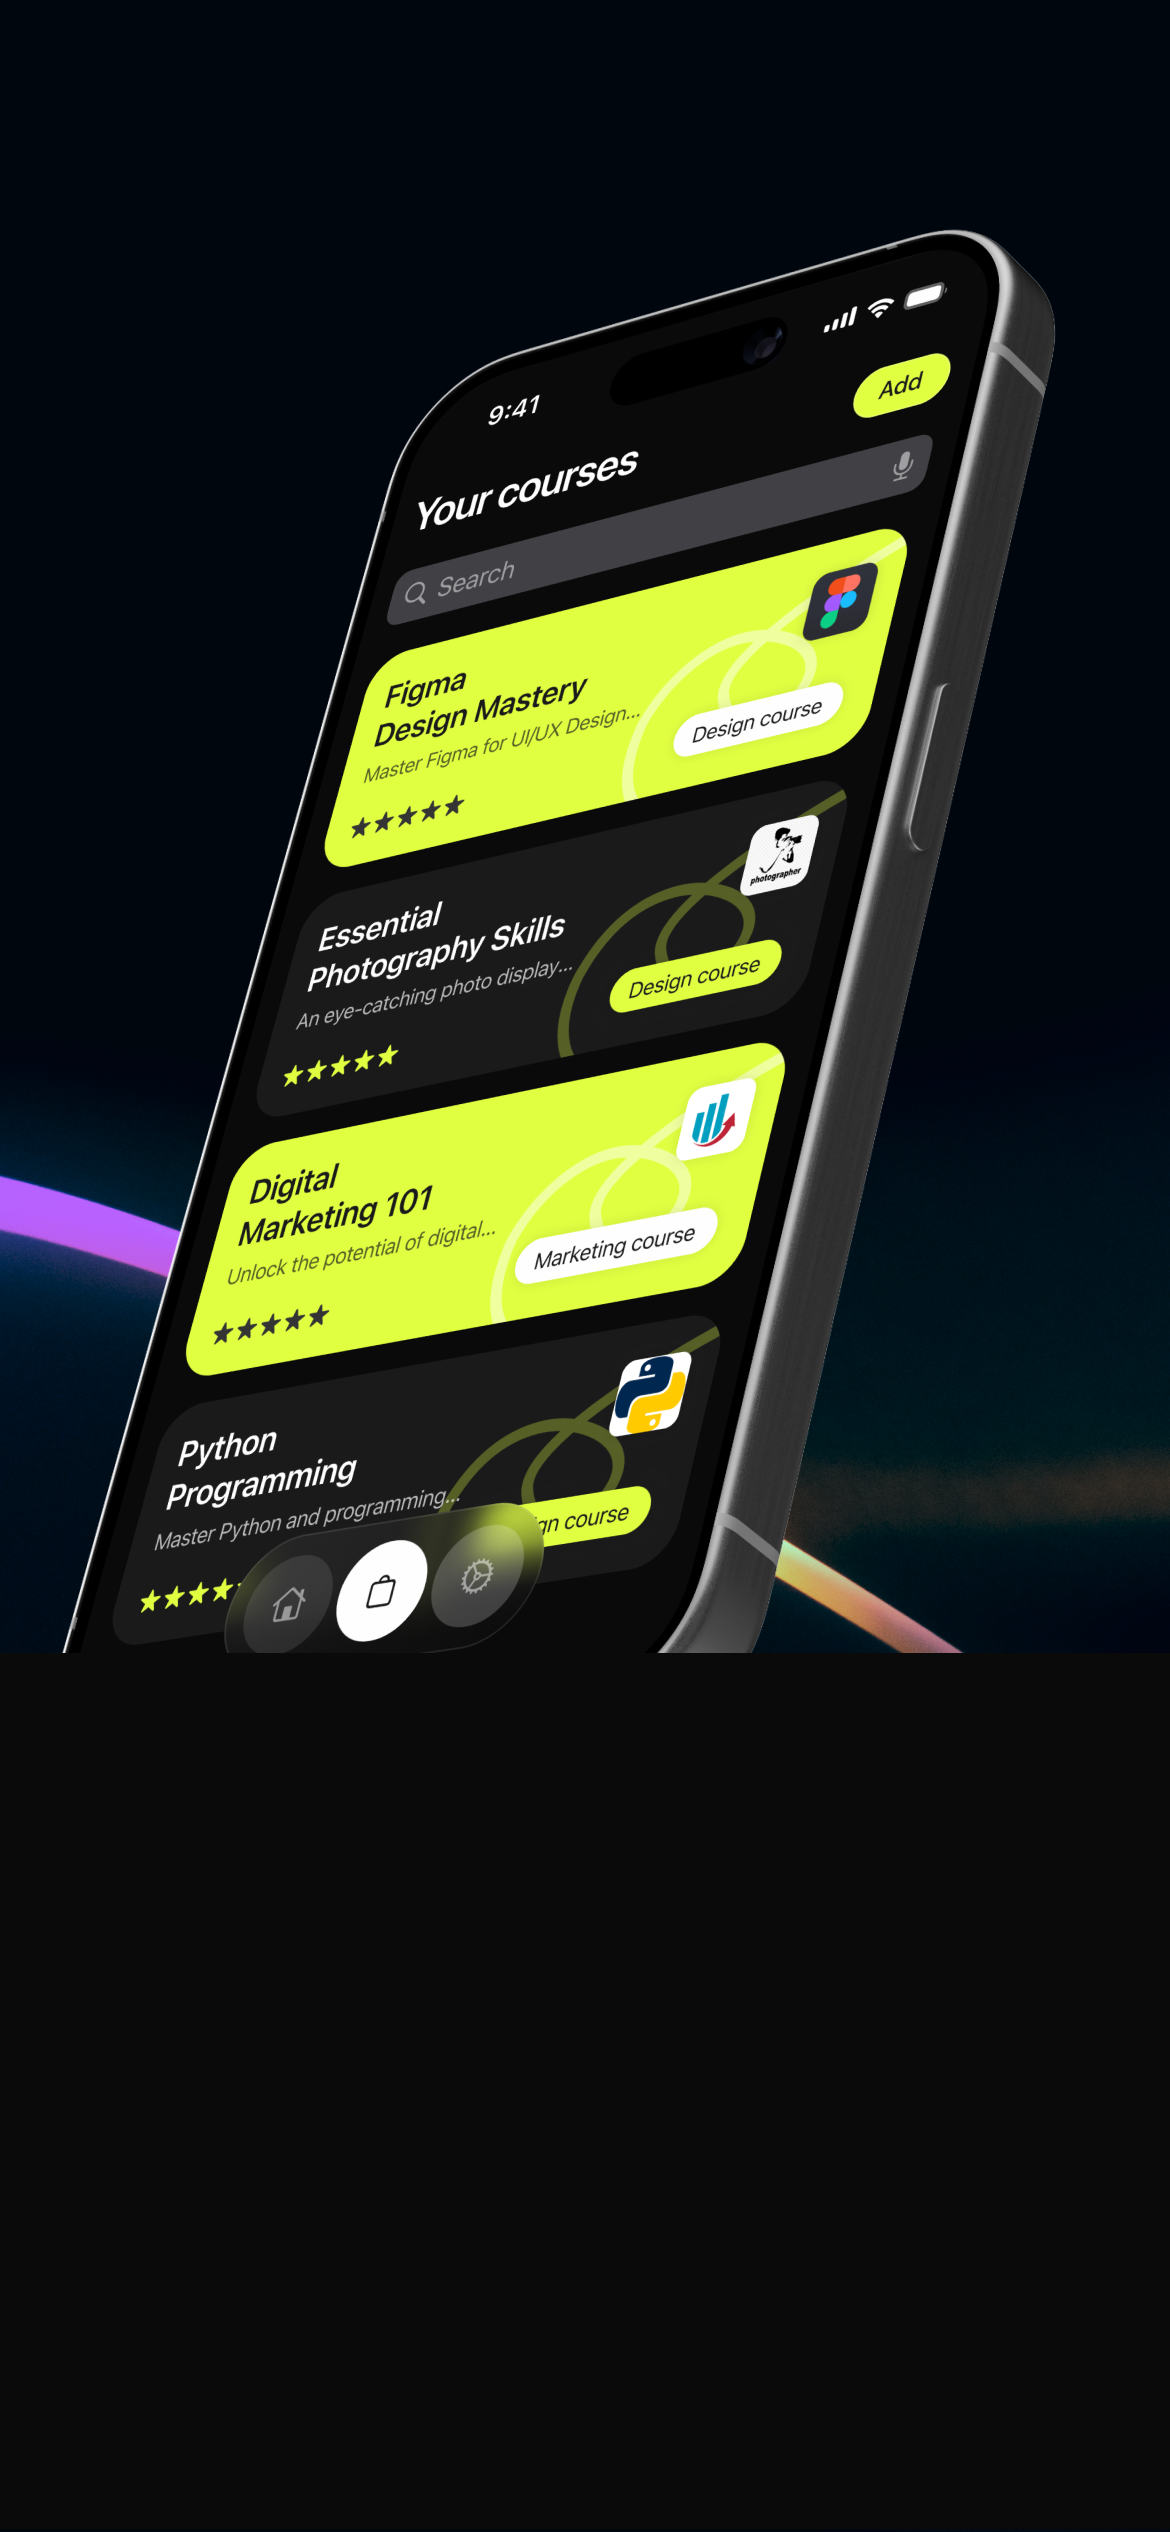 9:41
Add
Your courses
Search
Figma
Design Mastery
Master Figma for UI/UX Design...
Design course
photographer
Essential
Photography Skills
An eye-catching photo display...
Design course
Digital
Marketing 101
Unlock the potential of digital...
Marketing course
Python
Programming
Master Python and programming...
gn course